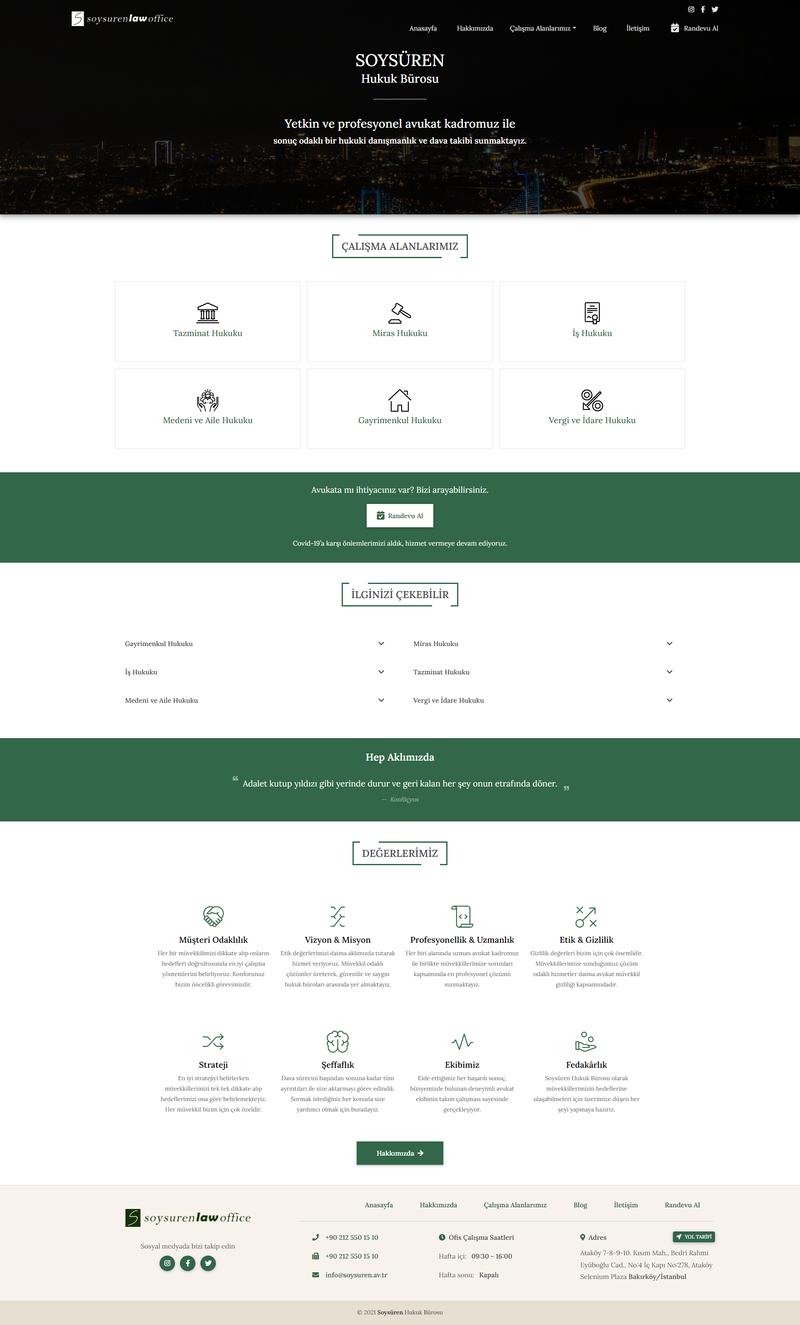 soysurenlawoffice
Anasayfa
Hakkımızda
Çalışma Alanlarımız
Blog
İletişim
Randevu Al
SOYSÜREN
Hukuk Bürosu
Yetkin ve profesyonel avukat kadromuz ile
sonuç odaklı bir hukuki danışmanlık ve dava takibi sunmaktayız.
ÇALIŞMA ALANLARIMIZ
Tazminat Hukuku
Miras Hukuku
İş Hukuku
Medeni ve Aile Hukuku
Gayrimenkul Hukuku
Vergi ve İdare Hukuku
Avukata mı ihtiyacınız var? Bizi arayabilirsiniz.
Randevu Al
Covid-19'a karşı önlemlerimizi aldık, hizmet vermeye devam ediyoruz.
İLGİNİZİ ÇEKEBİLİR
Gayrimenkul Hukuku
Miras Hukuku
İş Hukuku
Tazminat Hukuku
Medeni ve Aile Hukuku
Vergi ve İdare Hukuku
Hep Aklımızda
“ Adalet kutup yıldızı gibi yerinde durur ve geri kalan her şey onun etrafında döner. ”
— Konfüçyus
DEĞERLERİMİZ
Müşteri Odaklılık
Her bir müvekkilimizi dikkate alıp onların
hedefleri doğrultusunda en iyi çalışma
yöntemlerini belirliyoruz. Konforunuz
bizim öncelikli görevimizdir.
Vizyon & Misyon
Etik değerlerimizi daima aklımızda tutarak
hizmet veriyoruz. Müvekkil odaklı
çözümler üreterek, güvenilir ve saygın
hukuk büroları arasında yer almaktayız.
Profesyonellik & Uzmanlık
Her biri alanında uzman avukat kadromuz
ile birlikte müvekkillerimize sorunları
kapsamında en profesyonel çözümü
sunmaktayız.
Etik & Gizlilik
Gizlilik değerleri bizim için çok önemlidir.
Müvekkillerimize sunduğumuz çözüm
odaklı hizmetler daima avukat müvekkil
gizliliği kapsamındadır.
Strateji
En iyi stratejiyi belirlerken
müvekkillerimizi tek tek dikkate alıp
hedeflerimizi ona göre belirlemekteyiz.
Her müvekkil bizim için çok özeldir.
Şeffaflık
Dava sürecini başından sonuna kadar tüm
ayrıntıları ile size aktarmayı görev edindik.
Sormak istediğiniz her konuda size
yardımcı olmak için buradayız.
Ekibimiz
Elde ettiğimiz her başarılı sonuç,
bünyemizde bulunan deneyimli avukat
ekibinin takım çalışması sayesinde
gerçekleşiyor.
Fedakârlık
Soysüren Hukuk Bürosu olarak
müvekkillerimizin hedeflerine
ulaşabilmeleri için üzerimize düşen her
şeyi yapmaya hazırız.
Hakkımızda
soysurenlawoffice
Sosyal medyada bizi takip edin
Anasayfa
Hakkımızda
Çalışma Alanlarımız
Blog
İletişim
Randevu Al
+90 212 550 15 10
+90 212 550 15 10
info@soysuren.av.tr
Ofis Çalışma Saatleri
Hafta içi: 09:30 - 16:00
Hafta sonu: Kapalı
Adres
YOL TARİFİ
Ataköy 7-8-9-10. Kısım Mah., Bedri Rahmi
Eyüboğlu Cad., No:4 İç Kapı No:278, Ataköy
Selenium Plaza Bakırköy/İstanbul
© 2021 Soysüren Hukuk Bürosu